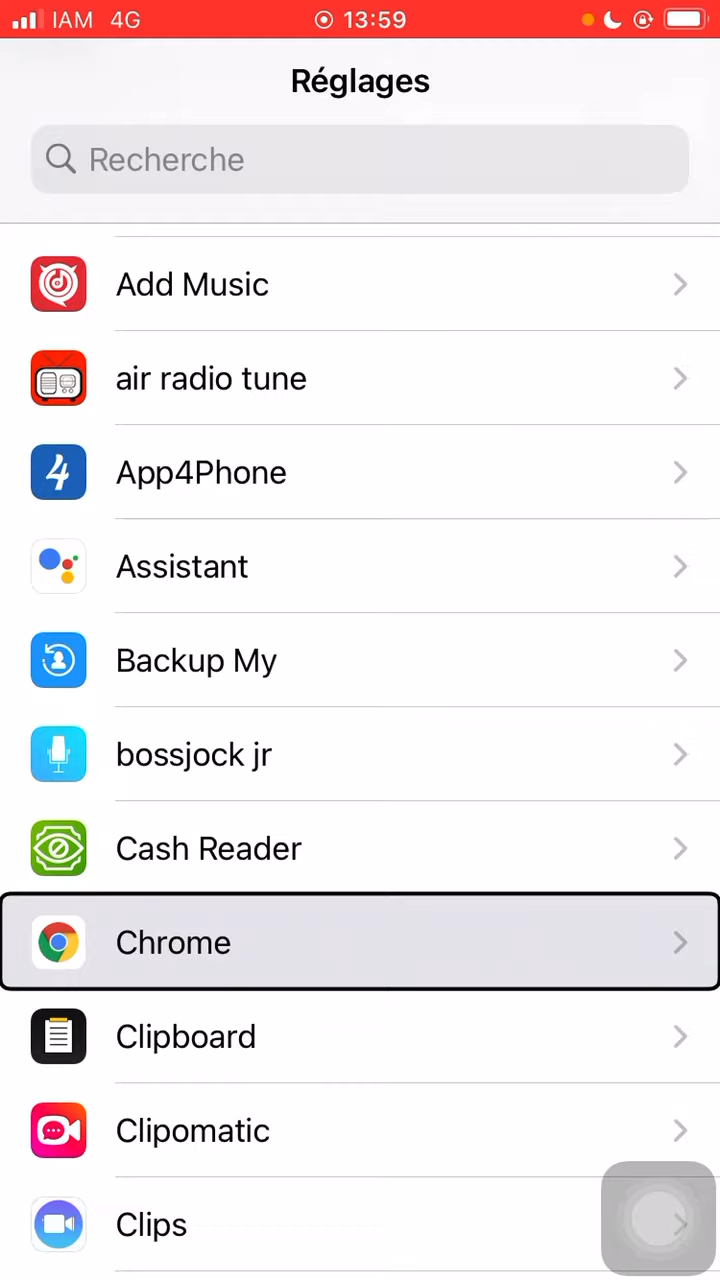 IAM 4G 13:59
Réglages
Recherche
Add Music
air radio tune
App4Phone
Assistant
Backup My
bossjock jr
Cash Reader
Chrome
Clipboard
Clipomatic
Clips